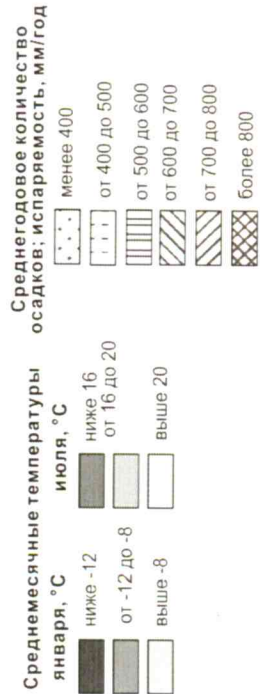 Среднемесячные температуры
января, °С
ниже -12
от -12 до -8
выше -8
июля, °С
ниже 16
от 16 до 20
выше 20
Среднегодовое количество
осадков; испаряемость, мм/год
менее 400
от 400 до 500
от 500 до 600
от 600 до 700
от 700 до 800
более 800